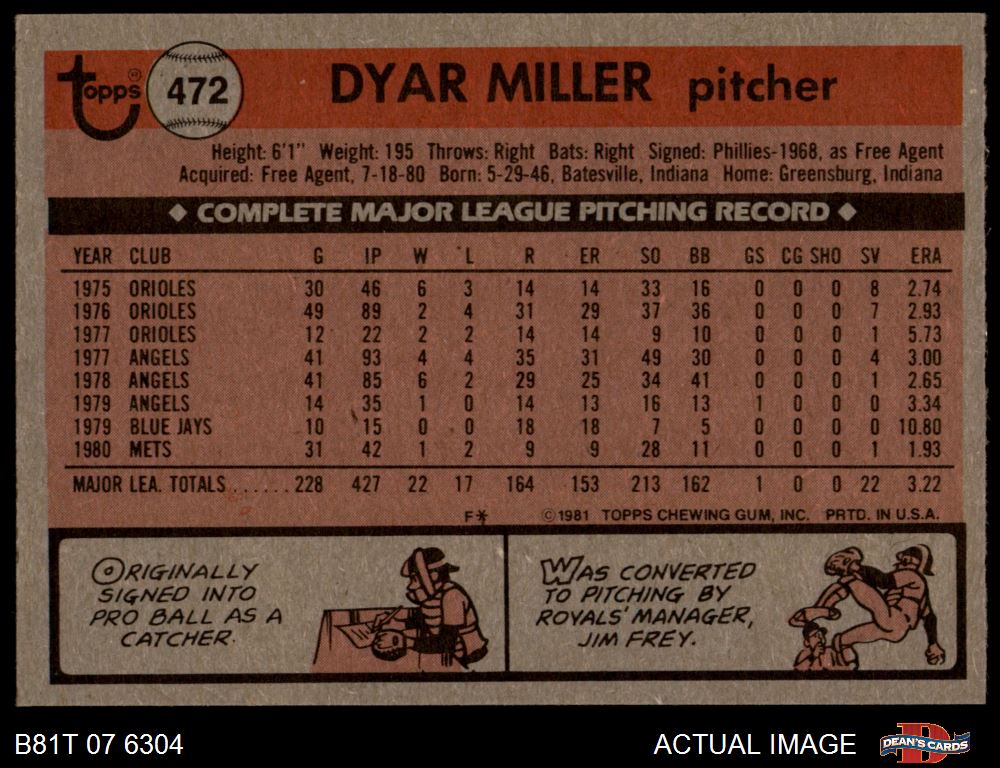 Topps® 472 DYAR MILLER pitcher
Height: 6'1" Weight: 195 Throws: Right Bats: Right Signed: Phillies-1968, as Free Agent
Acquired: Free Agent, 7-18-80 Born: 5-29-46, Batesville, Indiana Home: Greensburg, Indiana
◆ COMPLETE MAJOR LEAGUE PITCHING RECORD ◆
YEAR CLUB G IP W L R ER SO BB GS CG SHO SV ERA
1975 ORIOLES 30 46 6 3 14 14 33 16 0 0 0 8 2.74
1976 ORIOLES 49 89 2 4 31 29 37 36 0 0 0 7 2.93
1977 ORIOLES 12 22 2 2 14 14 9 10 0 0 0 1 5.73
1977 ANGELS 41 93 4 4 35 31 49 30 0 0 0 4 3.00
1978 ANGELS 41 85 6 2 29 25 34 41 0 0 0 1 2.65
1979 ANGELS 14 35 1 0 14 13 16 13 1 0 0 0 3.34
1979 BLUE JAYS 10 15 0 0 18 18 7 5 0 0 0 0 10.80
1980 METS 31 42 1 2 9 9 28 11 0 0 0 1 1.93
MAJOR LEA. TOTALS......228 427 22 17 164 153 213 162 1 0 0 22 3.22
F* ©1981 TOPPS CHEWING GUM, INC. PRTD. IN U.S.A.
ORIGINALLY
SIGNED INTO
PRO BALL AS A
CATCHER.
WAS CONVERTED
TO PITCHING BY
ROYALS' MANAGER,
JIM FREY.
B81T 07 6304 ACTUAL IMAGE DEAN'S CARDS